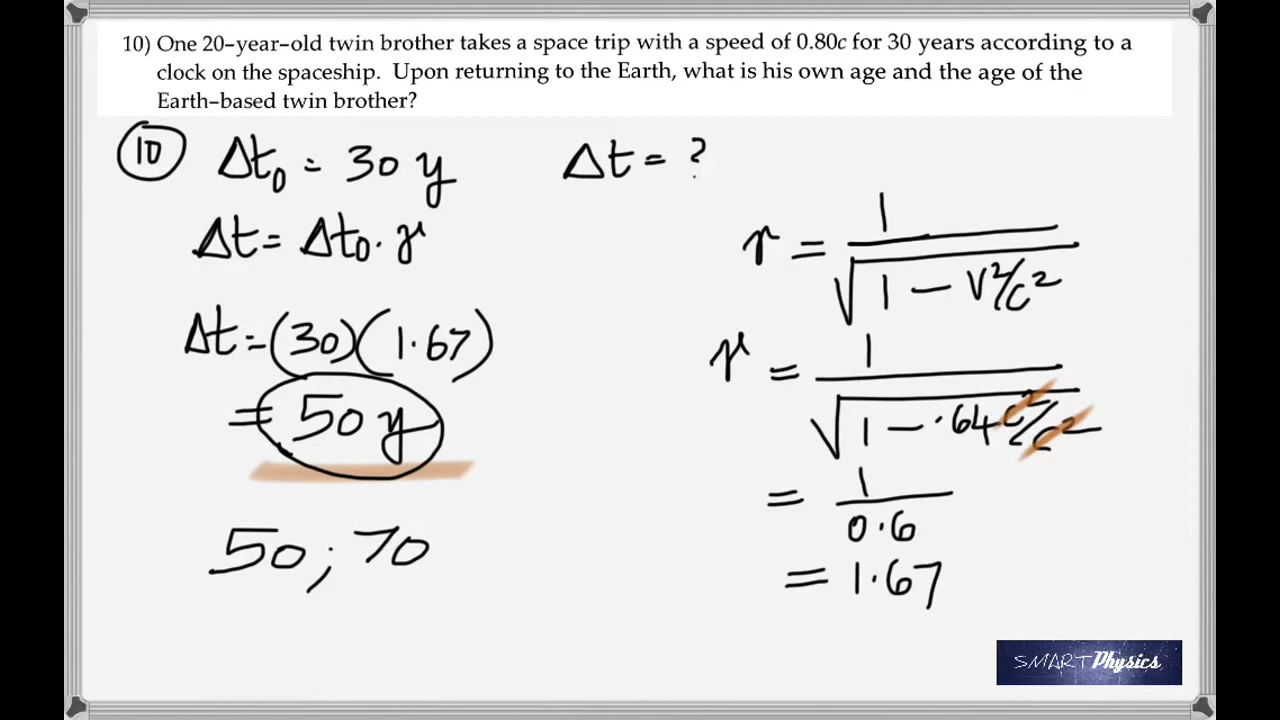 10) One 20-year-old twin brother takes a space trip with a speed of 0.80c for 30 years according to a
clock on the spaceship. Upon returning to the Earth, what is his own age and the age of the
Earth-based twin brother?
10 Δt₀ = 30 y Δt = ?
Δt = Δt₀ · γ
γ = 1 / √(1 – V²/c²)
Δt = (30)(1.67)
γ = 1 / √(1 – .64c²/c²)
= 50 y
= 1 / 0.6
50 ; 70
= 1.67
SMART Physics